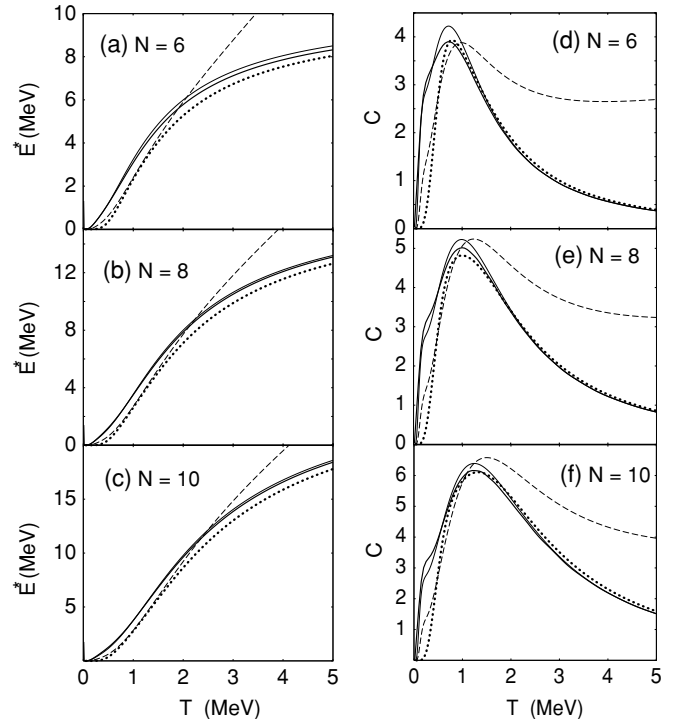 10
8
6
4
2
0
E* (MeV)
(a) N = 6
4
3
2
1
0
C
(d) N = 6
12
8
4
0
E* (MeV)
(b) N = 8
5
4
3
2
1
0
C
(e) N = 8
15
10
5
E* (MeV)
(c) N = 10
6
5
4
3
2
1
C
(f) N = 10
0 1 2 3 4 5
T (MeV)
0 1 2 3 4 5
T (MeV)